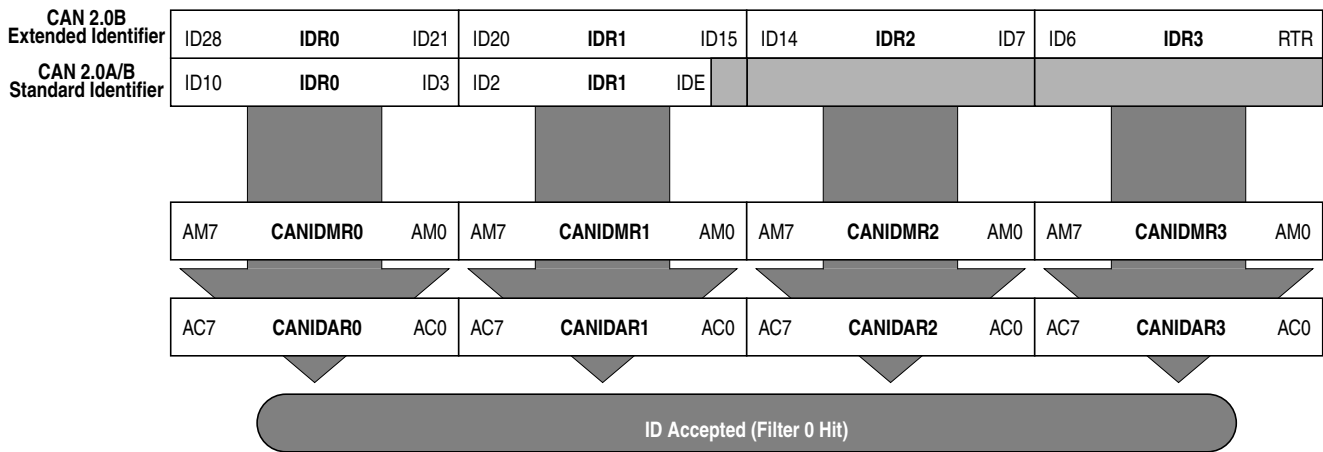 CAN 2.0B
Extended Identifier
ID28 IDR0 ID21 ID20 IDR1 ID15 ID14 IDR2 ID7 ID6 IDR3 RTR
CAN 2.0A/B
Standard Identifier
ID10 IDR0 ID3 ID2 IDR1 IDE
AM7 CANIDMR0 AM0 AM7 CANIDMR1 AM0 AM7 CANIDMR2 AM0 AM7 CANIDMR3 AM0
AC7 CANIDAR0 AC0 AC7 CANIDAR1 AC0 AC7 CANIDAR2 AC0 AC7 CANIDAR3 AC0
ID Accepted (Filter 0 Hit)